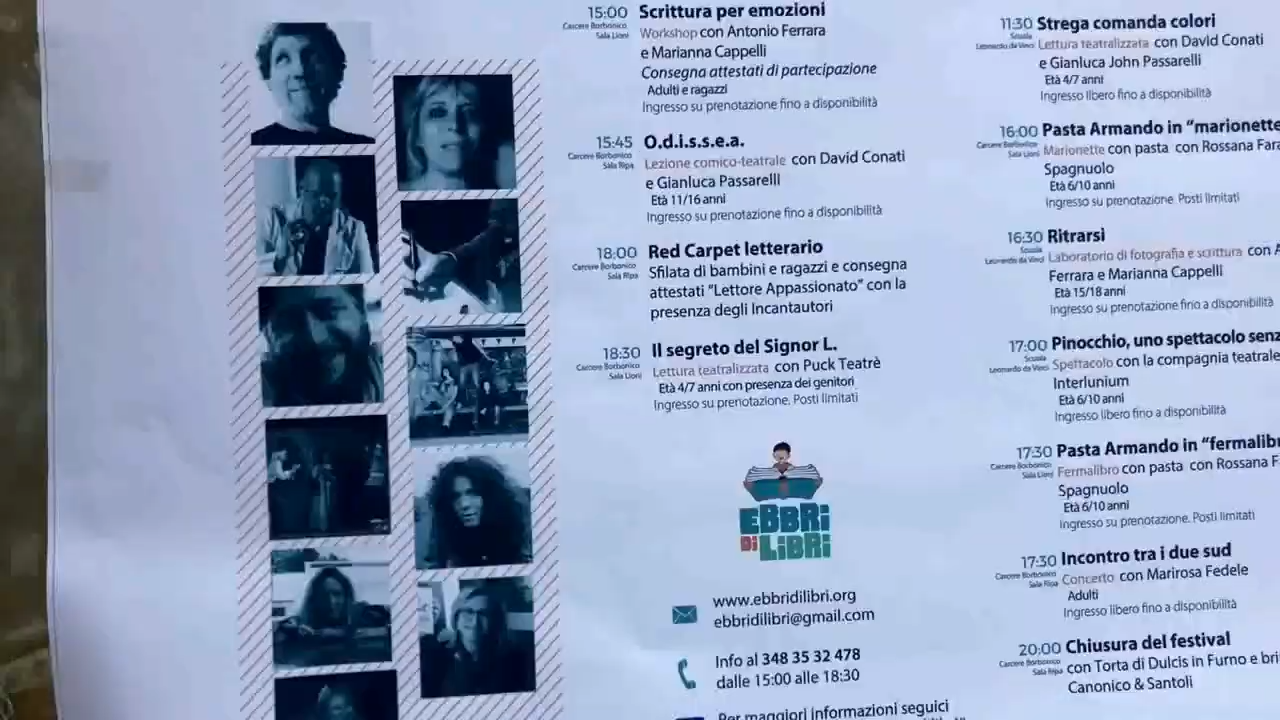 15:00 Scrittura per emozioni
Carcere Borbonico
Sala Lioni
Workshop con Antonio Ferrara
e Marianna Cappelli
Consegna attestati di partecipazione
Adulti e ragazzi
Ingresso su prenotazione fino a disponibilità
15:45 O.d.i.s.s.e.a.
Carcere Borbonico
Sala Ripa
Lezione comico-teatrale con David Conati
e Gianluca Passarelli
Età 11/16 anni
Ingresso su prenotazione fino a disponibilità
18:00 Red Carpet letterario
Carcere Borbonico
Sala Ripa
Sfilata di bambini e ragazzi e consegna
attestati "Lettore Appassionato" con la
presenza degli Incantautori
18:30 Il segreto del Signor L.
Carcere Borbonico
Sala Lioni
Lettura teatralizzata con Puck Teatrè
Età 4/7 anni con presenza dei genitori
Ingresso su prenotazione. Posti limitati
EBBRi
Di LiBRi
www.ebbridilibri.org
ebbridilibri@gmail.com
Info al 348 35 32 478
dalle 15:00 alle 18:30
Per maggiori informazioni seguici
11:30 Strega comanda colori
Scuola
Leonardo da Vinci
Lettura teatralizzata con David Conati
e Gianluca John Passarelli
Età 4/7 anni
Ingresso libero fino a disponibilità
16:00 Pasta Armando in "marionette
Carcere Borbonico
Sala Lioni
Marionette con pasta con Rossana Fara
Spagnuolo
Età 6/10 anni
Ingresso su prenotazione. Posti limitati
16:30 Ritrarsi
Scuola
Leonardo da Vinci
Laboratorio di fotografia e scrittura con A
Ferrara e Marianna Cappelli
Età 15/18 anni
Ingresso su prenotazione fino a disponibilità
17:00 Pinocchio, uno spettacolo senz
Scuola
Leonardo da Vinci
Spettacolo con la compagnia teatrale
Interlunium
Età 6/10 anni
Ingresso libero fino a disponibilità
17:30 Pasta Armando in "fermalibr
Carcere Borbonico
Sala Lioni
Fermalibro con pasta con Rossana F
Spagnuolo
Età 6/10 anni
Ingresso su prenotazione. Posti limitati
17:30 Incontro tra i due sud
Carcere Borbonico
Sala Ripa
Concerto con Marirosa Fedele
Adulti
Ingresso libero fino a disponibilità
20:00 Chiusura del festival
Carcere Borbonico
Sala Ripa
con Torta di Dulcis in Furno e bri
Canonico & Santoli